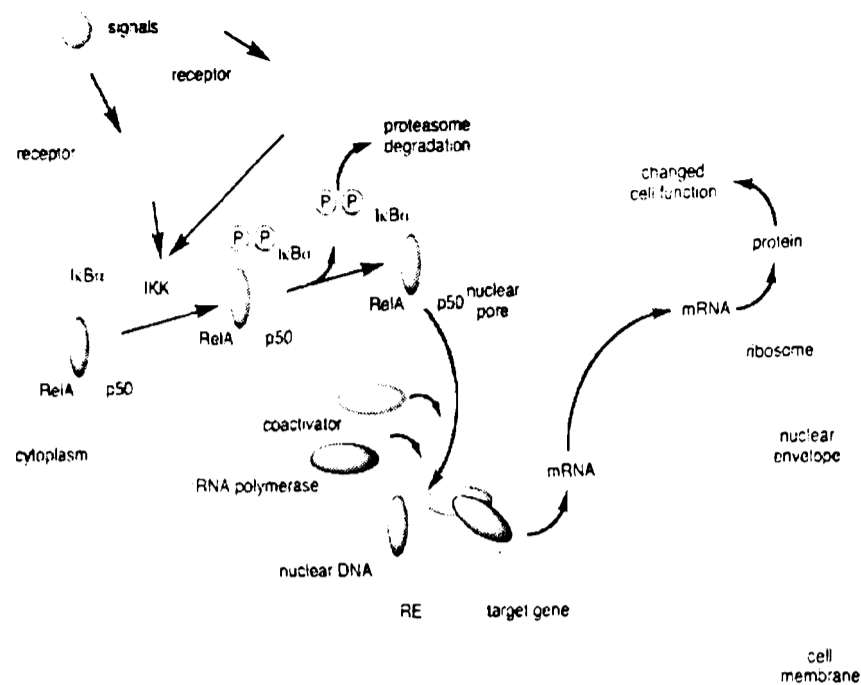 signals
receptor
receptor
proteasome
degradation
P P
IκBα
changed
cell function
protein
P P
IκBα
IκBα
IKK
RelA
p50
nuclear
pore
mRNA
RelA
p50
ribosome
RelA
p50
coactivator
cytoplasm
nuclear
envelope
RNA polymerase
mRNA
nuclear DNA
RE
target gene
cell
membrane